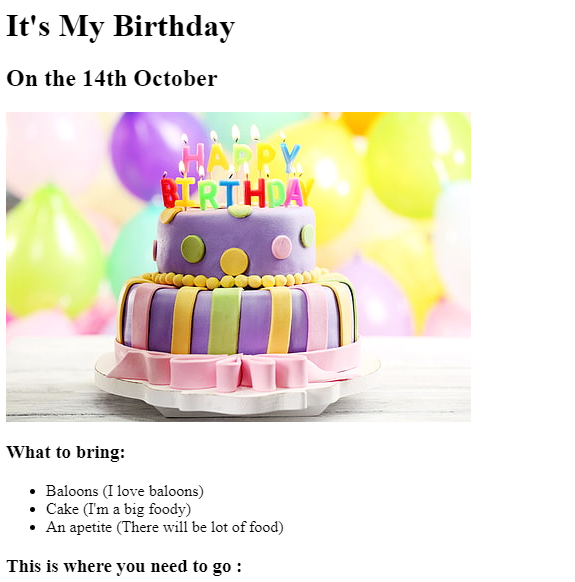 It's My Birthday
On the 14th October
HAPPY
BIRTHDAY
What to bring:
Baloons (I love baloons)
Cake (I'm a big foody)
An apetite (There will be lot of food)
This is where you need to go :